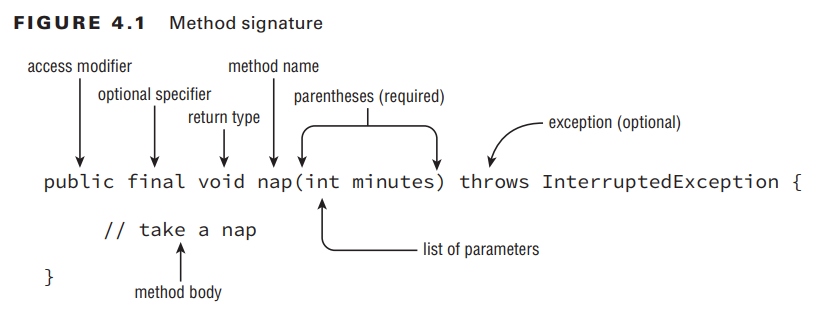 FIGURE 4.1 Method signature
access modifier
method name
optional specifier
parentheses (required)
return type
exception (optional)
public final void nap(int minutes) throws InterruptedException {
// take a nap
list of parameters
}
method body